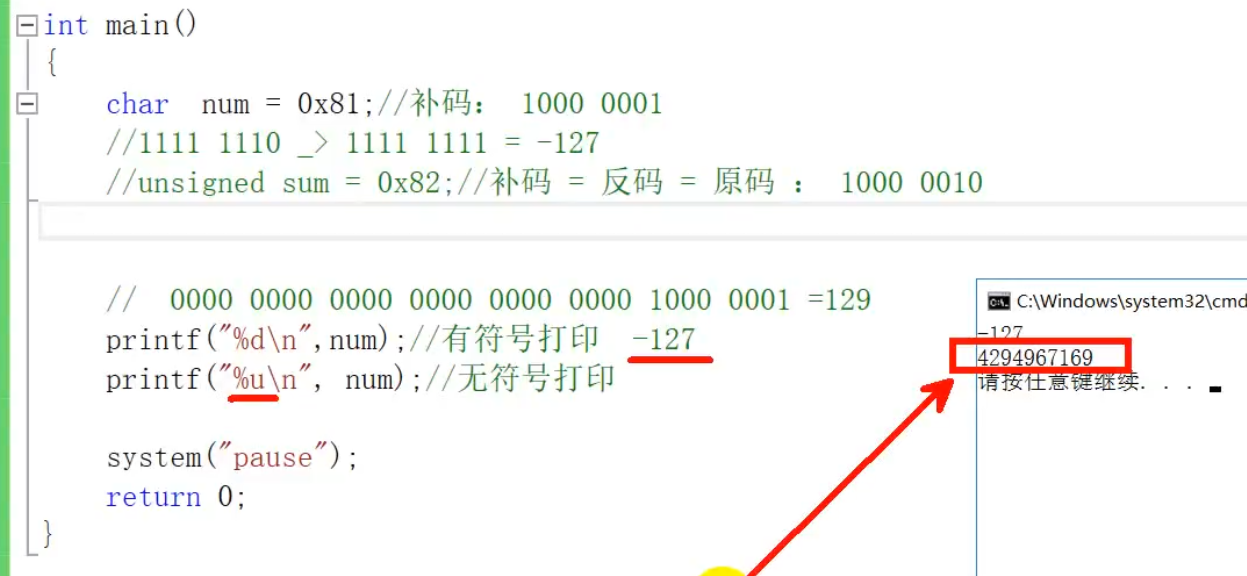 int main()
{
char num = 0x81;//补码： 1000 0001
//1111 1110 _> 1111 1111 = -127
//unsigned sum = 0x82;//补码 = 反码 = 原码 ： 1000 0010
// 0000 0000 0000 0000 0000 0000 1000 0001 =129
printf("%d\n",num);//有符号打印 -127
printf("%u\n", num);//无符号打印
system("pause");
return 0;
}
C:\Windows\system32\cmd
-127
4294967169
请按任意键继续. . .